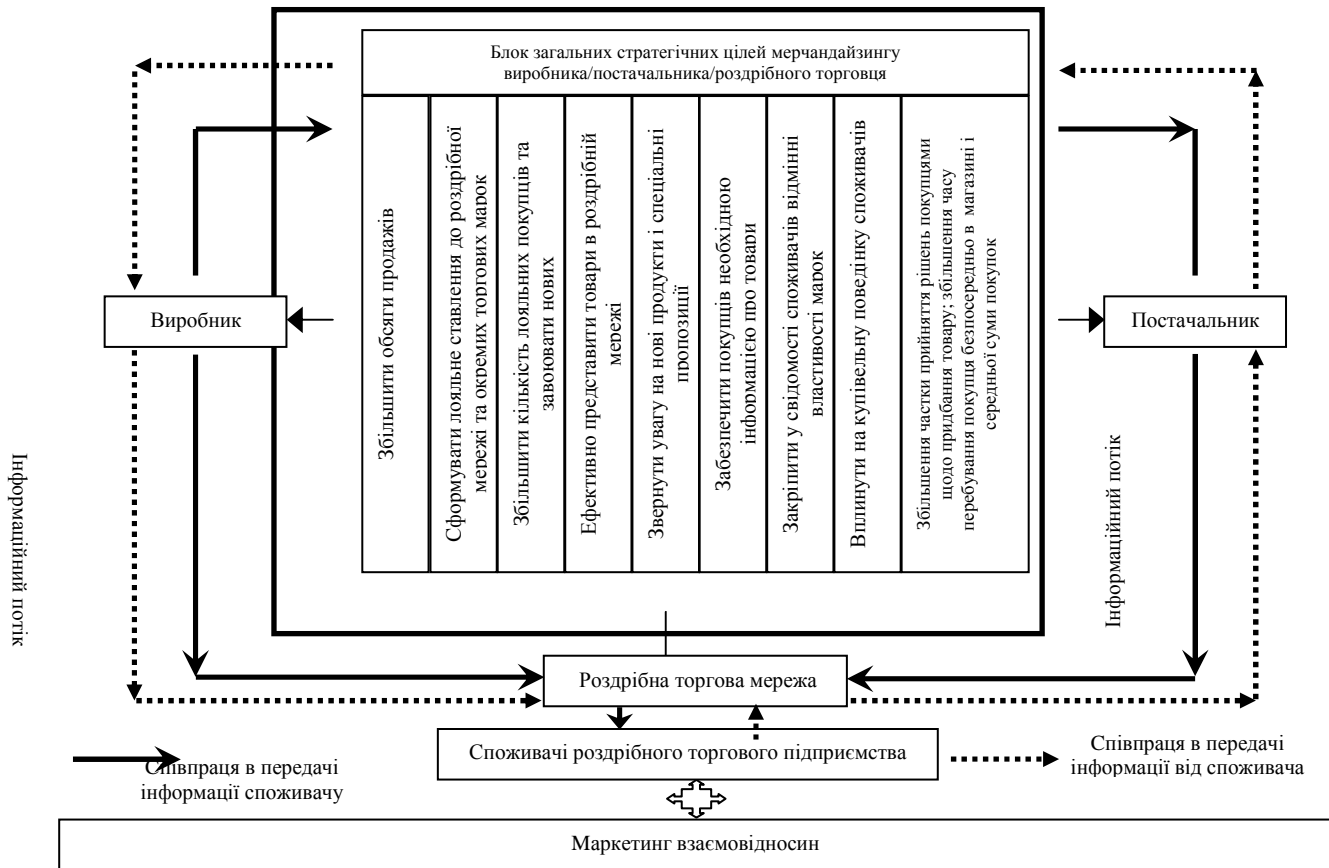 Блок загальних стратегічних цілей мерчандайзингу
виробника/постачальника/роздрібного торговця
Збільшити обсяги продажів
Сформувати лояльне ставлення до роздрібної
мережі та окремих торгових марок
Збільшити кількість лояльних покупців та
завоювати нових
Ефективно представити товари в роздрібній
мережі
Звернути увагу на нові продукти і спеціальні
пропозиції
Забезпечити покупців необхідною
інформацією про товари
Закріпити у свідомості споживачів відмінні
властивості марок
Вплинути на купівельну поведінку споживачів
Збільшення частки прийняття рішень покупцями
щодо придбання товару; збільшення часу
перебування покупця безпосередньо в магазині і
середньої суми покупок
Виробник
Постачальник
Інформаційний потік
Інформаційний потік
Роздрібна торгова мережа
Споживачі роздрібного торгового підприємства
Співпраця в передачі
інформації споживачу
Співпраця в передачі
інформації від споживача
Маркетинг взаємовідносин